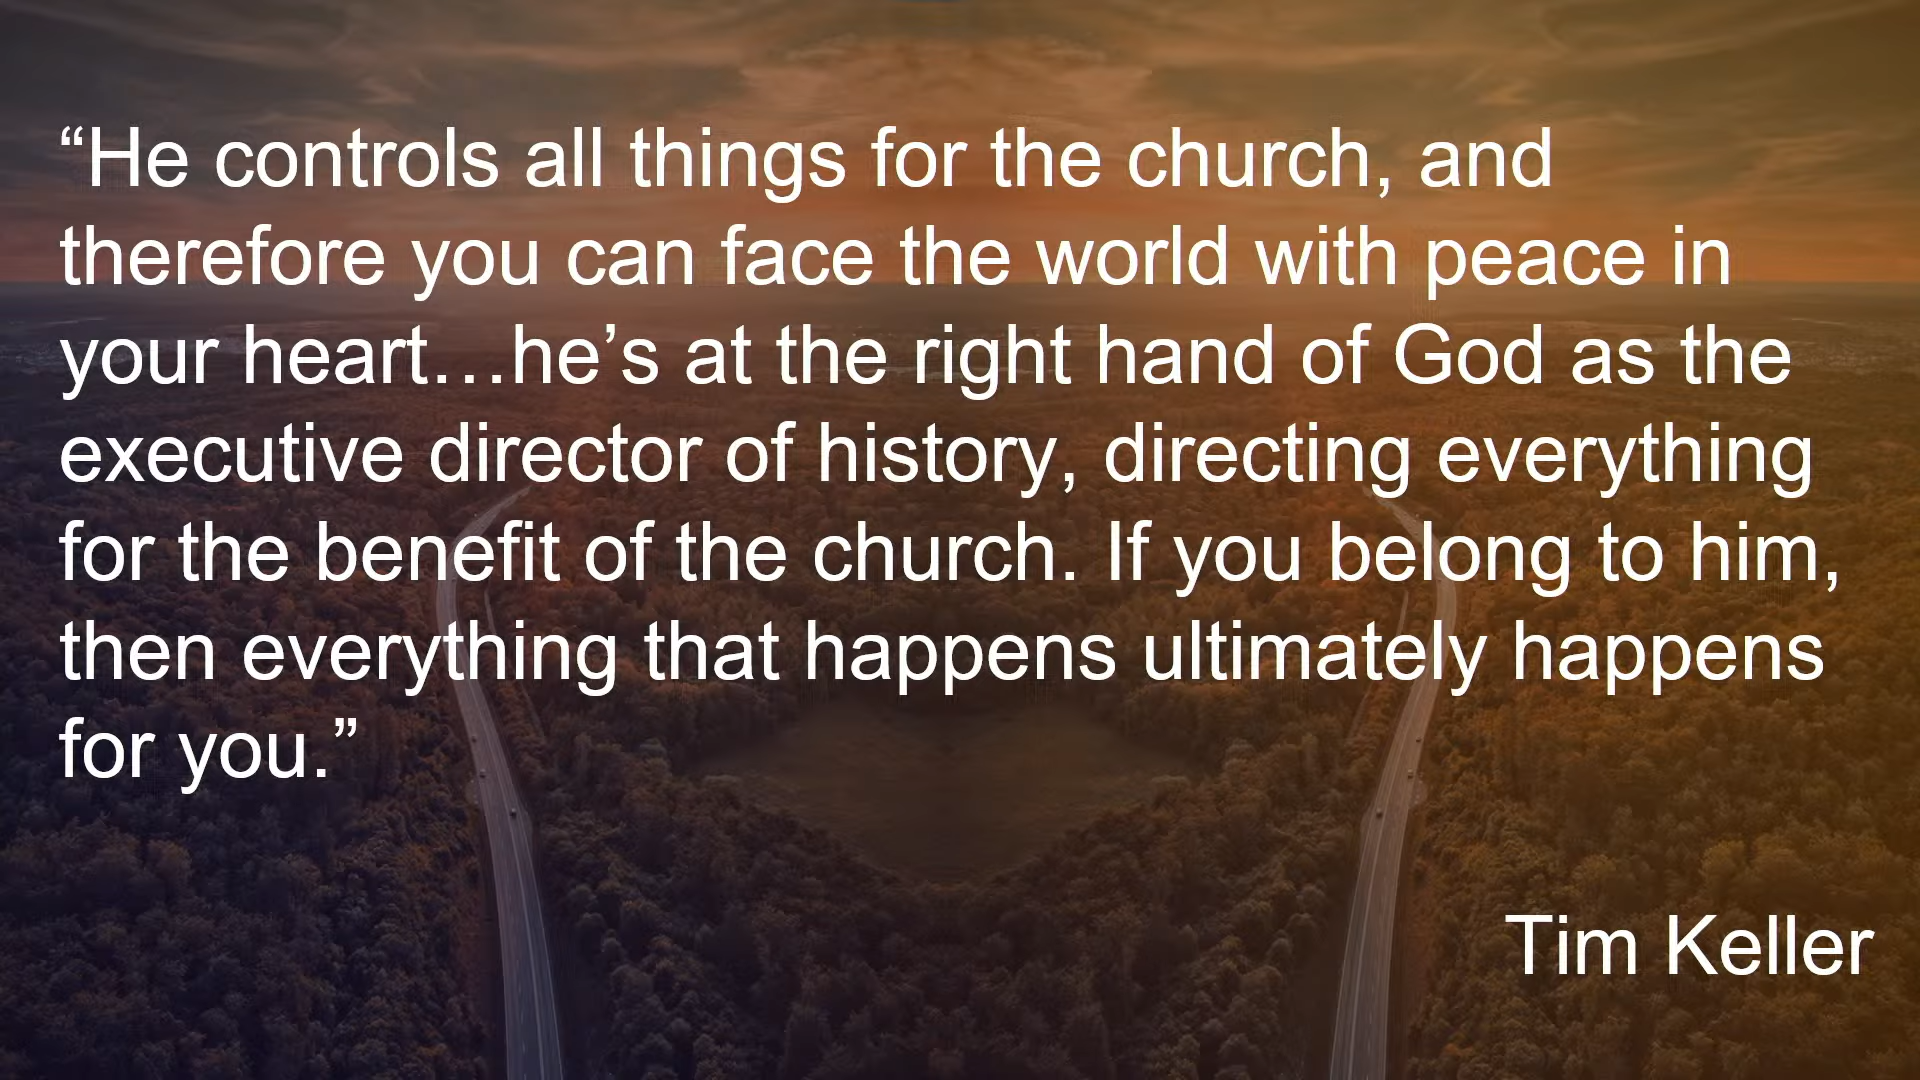 “He controls all things for the church, and
therefore you can face the world with peace in
your heart…he’s at the right hand of God as the
executive director of history, directing everything
for the benefit of the church. If you belong to him,
then everything that happens ultimately happens
for you.”
Tim Keller